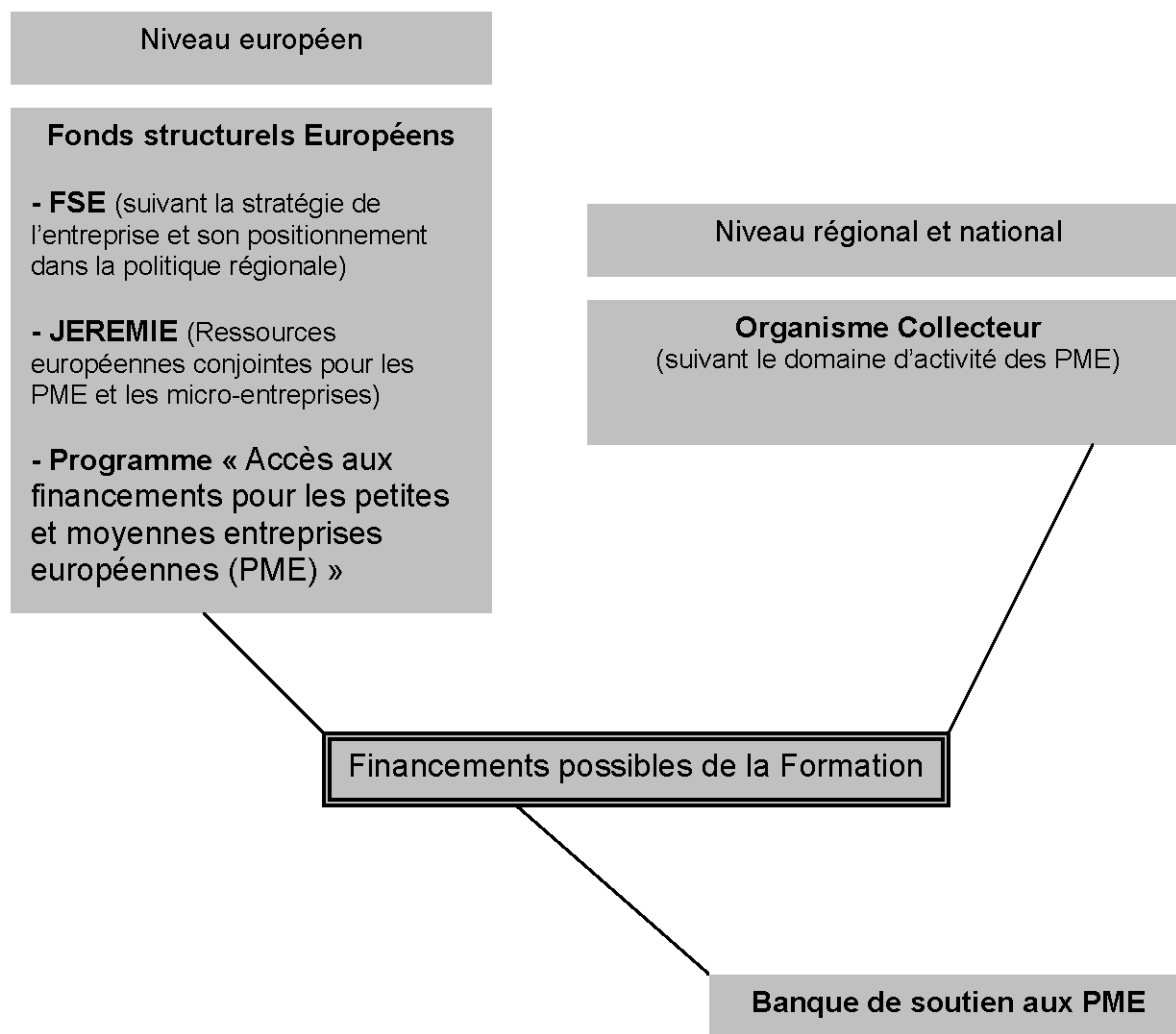 Niveau européen
Fonds structurels Européens
- FSE (suivant la stratégie de
l'entreprise et son positionnement
dans la politique régionale)
- JEREMIE (Ressources
européennes conjointes pour les
PME et les micro-entreprises)
- Programme « Accès aux
financements pour les petites
et moyennes entreprises
européennes (PME) »
Niveau régional et national
Organisme Collecteur
(suivant le domaine d'activité des PME)
Financements possibles de la Formation
Banque de soutien aux PME